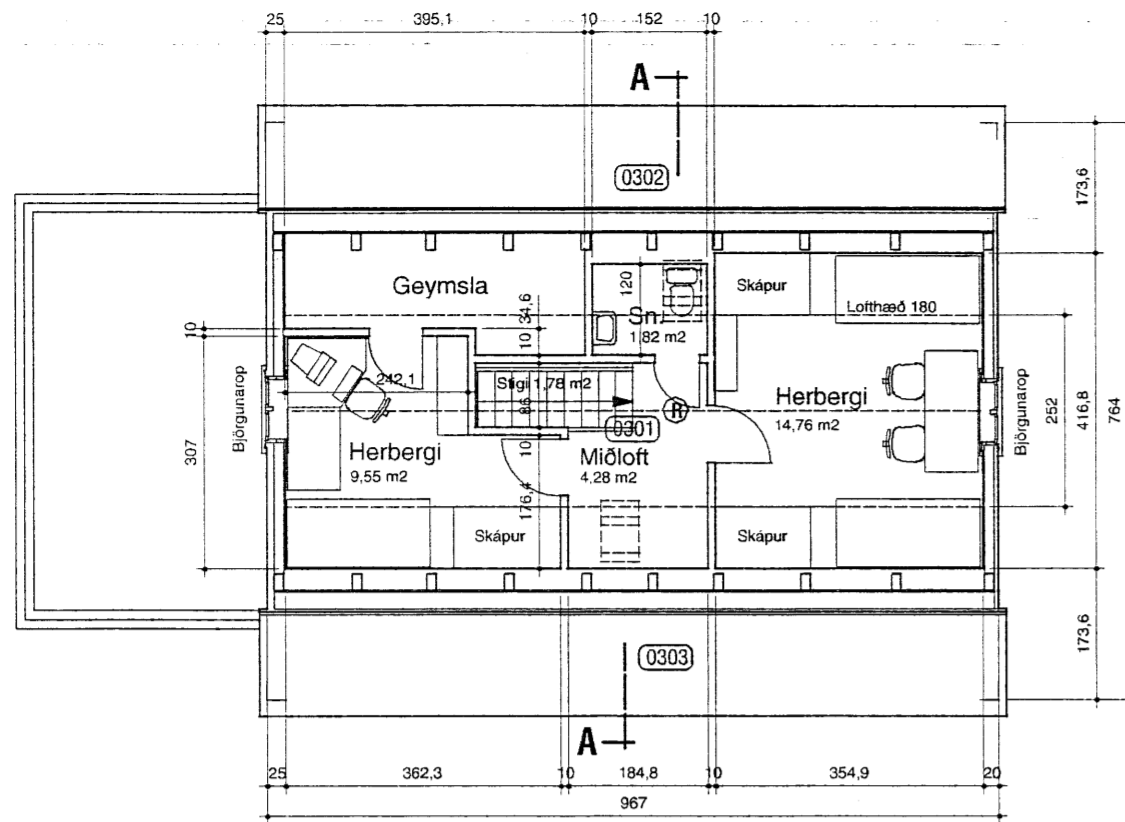 25 395,1 10 152 10
A
0302
173,6
Geymsla
Skápur
Lofthæð 180
120
34,6
Sn.
1,82 m2
10
10
242,1
Stigi 1,78 m2
86
R
0301
Herbergi
14,76 m2
Björgunarop
Björgunarop
252
416,8
764
307
Herbergi
9,55 m2
10
Miðloft
4,28 m2
176,4
Skápur
Skápur
173,6
0303
A
25 362,3 10 184,8 10 354,9 20
967